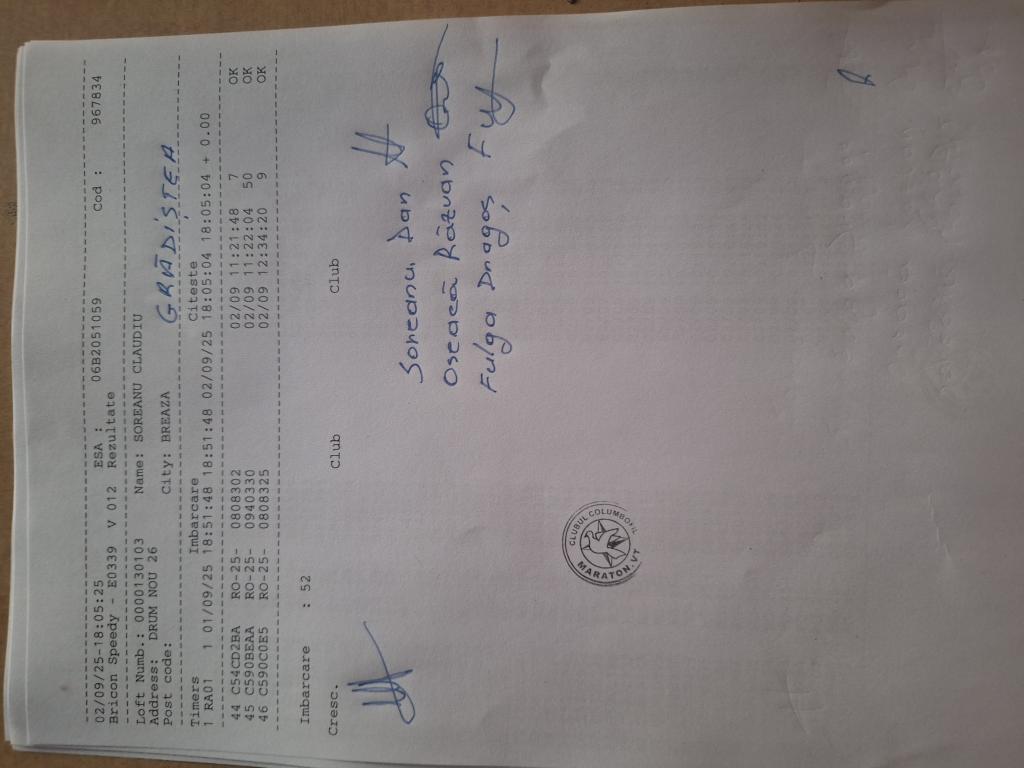 02/09/25-18:05:25 ESA : 06B2051059 Cod : 967834
Bricon Speedy - E0339 V 012 Rezultate
Loft Numb.: 0000130103 Name: SOREANU CLAUDIU
Address: DRUM NOU 26
Post code: City: BREAZA GRĂDIȘTEA
Timers Imbarcare Citeste
1 RA01 1 01/09/25 18:51:48 18:51:48 02/09/25 18:05:04 18:05:04 + 0.00
44 C54CD2BA RO-25- 0808302 02/09 11:21:48 7 OK
45 C590BEAA RO-25- 0940330 02/09 11:22:04 50 OK
46 C590C0E5 RO-25- 0808325 02/09 12:34:20 9 OK
Imbarcare : 52
Cresc. Club Club
Soreanu Dan
Oseacă Răzvan
Fulga Dragoș
CLUBUL COLUMBOFIL
MARATON.VT